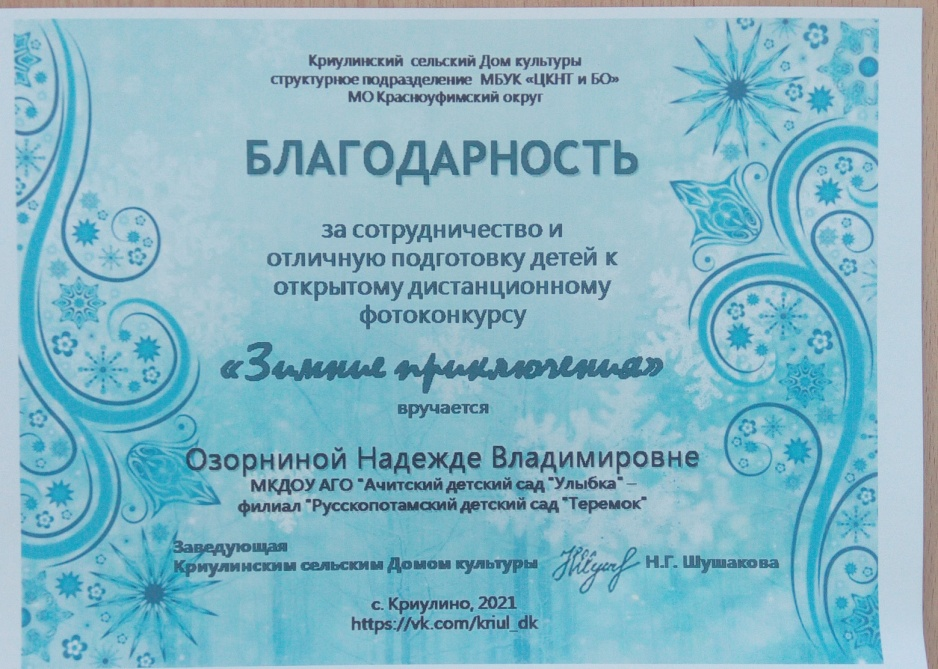 Криулинский сельский Дом культуры
структурное подразделение МБУК «ЦКНТ и БО»
МО Красноуфимский округ
БЛАГОДАРНОСТЬ
за сотрудничество и
отличную подготовку детей к
открытому дистанционному
фотоконкурсу
«Зимние приключения»
вручается
Озорниной Надежде Владимировне
МКДОУ АГО "Ачитский детский сад "Улыбка" –
филиал "Русскопотамский детский сад "Теремок"
Заведующая
Криулинским сельским Домом культуры Н.Г. Шушакова
с. Криулино, 2021
https://vk.com/kriul_dk